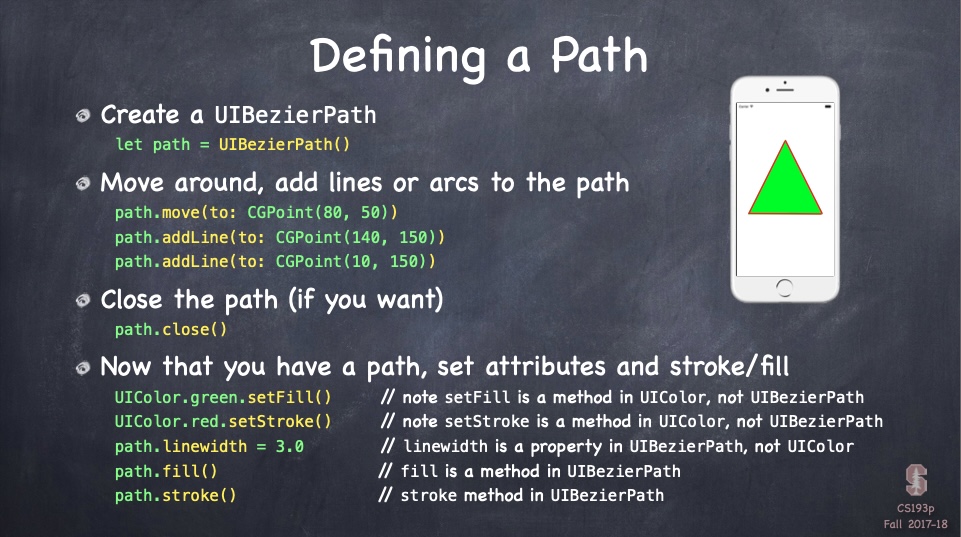 Defining a Path
Create a UIBezierPath
let path = UIBezierPath()
Move around, add lines or arcs to the path
path.move(to: CGPoint(80, 50))
path.addLine(to: CGPoint(140, 150))
path.addLine(to: CGPoint(10, 150))
Close the path (if you want)
path.close()
Now that you have a path, set attributes and stroke/fill
UIColor.green.setFill() // note setFill is a method in UIColor, not UIBezierPath
UIColor.red.setStroke() // note setStroke is a method in UIColor, not UIBezierPath
path.linewidth = 3.0 // linewidth is a property in UIBezierPath, not UIColor
path.fill() // fill is a method in UIBezierPath
path.stroke() // stroke method in UIBezierPath
CS193p
Fall 2017-18